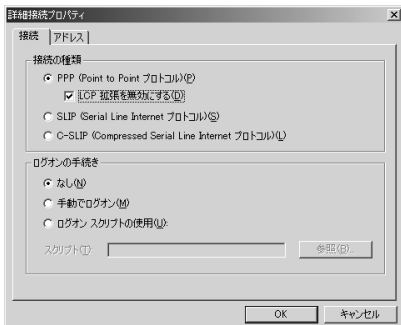 詳細接続プロパティ
接続 アドレス
接続の種類
PPP (Point to Point プロトコル)(P)
LCP 拡張を無効にする(D)
SLIP (Serial Line Internet プロトコル)(S)
C-SLIP (Compressed Serial Line Internet プロトコル)(L)
ログオンの手続き
なし(N)
手動でログオン(M)
ログオン スクリプトの使用(U):
スクリプト(T):
参照(B)...
OK キャンセル